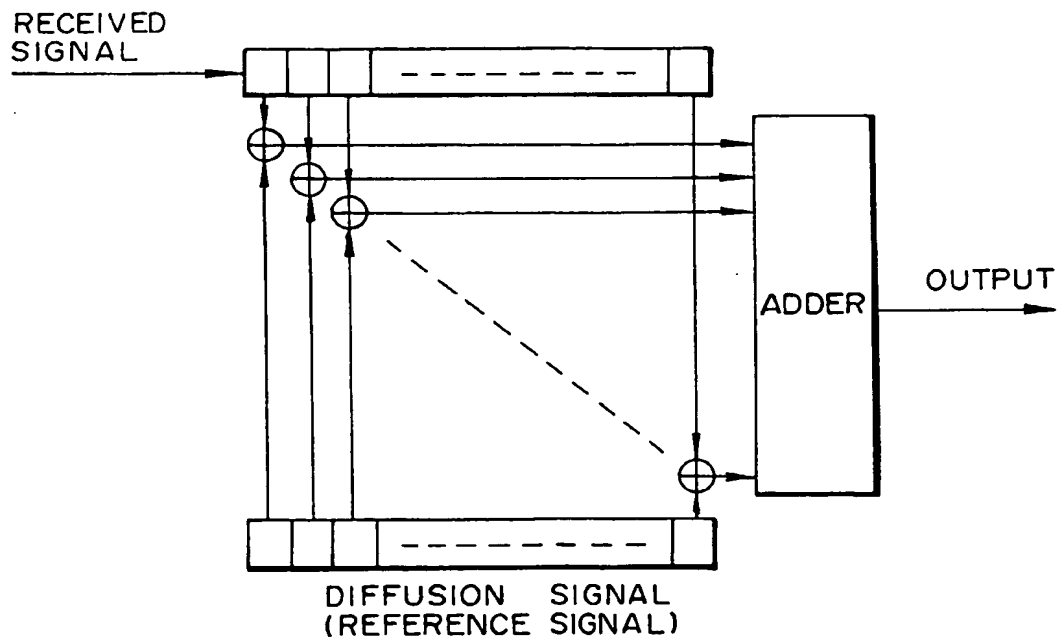 RECEIVED
SIGNAL
ADDER
OUTPUT
DIFFUSION SIGNAL
(REFERENCE SIGNAL)